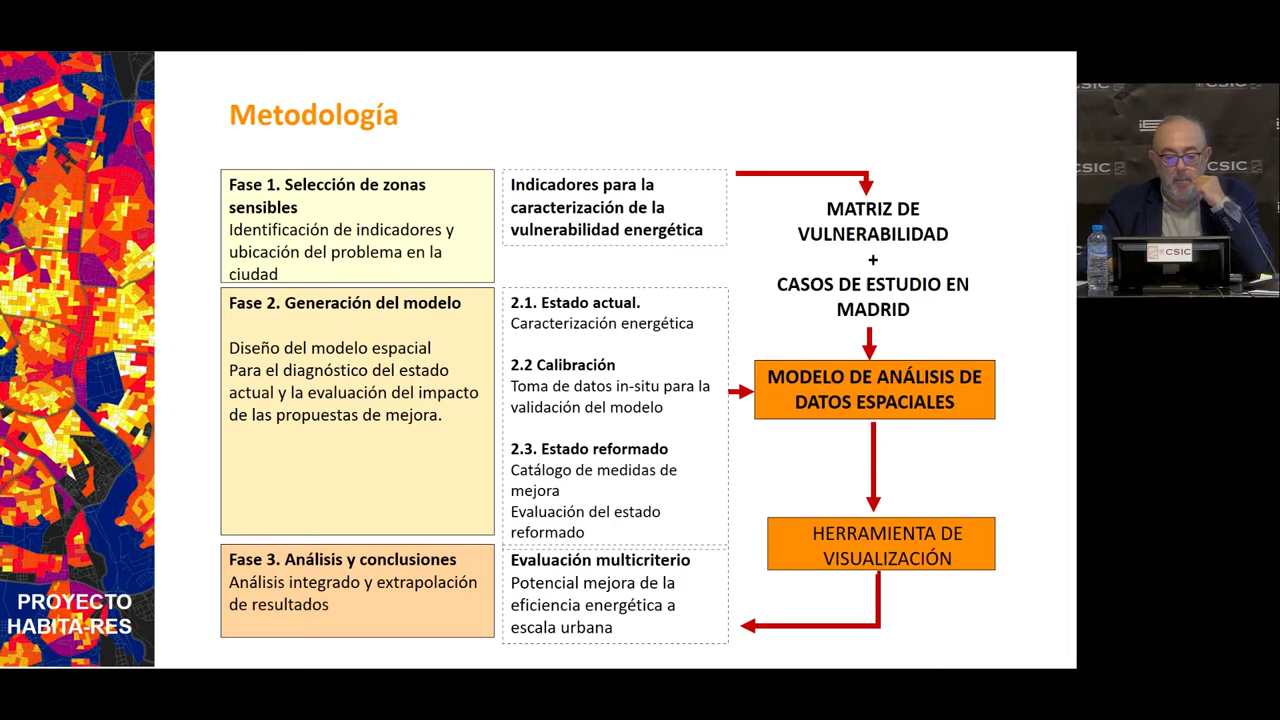 Metodología
Fase 1. Selección de zonas
sensibles
Identificación de indicadores y
ubicación del problema en la
ciudad
Indicadores para la
caracterización de la
vulnerabilidad energética
MATRIZ DE
VULNERABILIDAD
+
CASOS DE ESTUDIO EN
MADRID
Fase 2. Generación del modelo
Diseño del modelo espacial
Para el diagnóstico del estado
actual y la evaluación del impacto
de las propuestas de mejora.
2.1. Estado actual.
Caracterización energética
2.2 Calibración
Toma de datos in-situ para la
validación del modelo
2.3. Estado reformado
Catálogo de medidas de
mejora
Evaluación del estado
reformado
MODELO DE ANÁLISIS DE
DATOS ESPACIALES
HERRAMIENTA DE
VISUALIZACIÓN
Fase 3. Análisis y conclusiones
Análisis integrado y extrapolación
de resultados
Evaluación multicriterio
Potencial mejora de la
eficiencia energética a
escala urbana
PROYECTO
HABITA-RES
CSIC
CSIC
CSIC
CSIC
CSIC